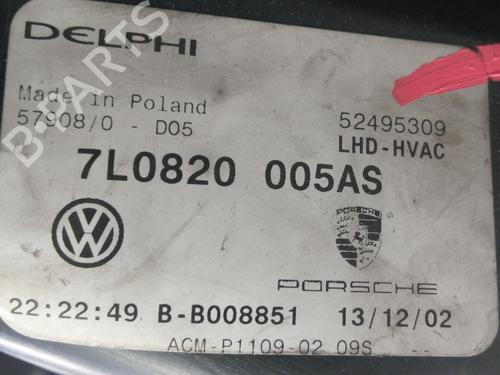 DELPHI
Made in Poland
57908/0 - D05
52495309
LHD-HVAC
7L0820 005AS
PORSCHE
22:22:49 B-B008851 13/12/02
ACM-P1109-02 09S --
B-PARTS